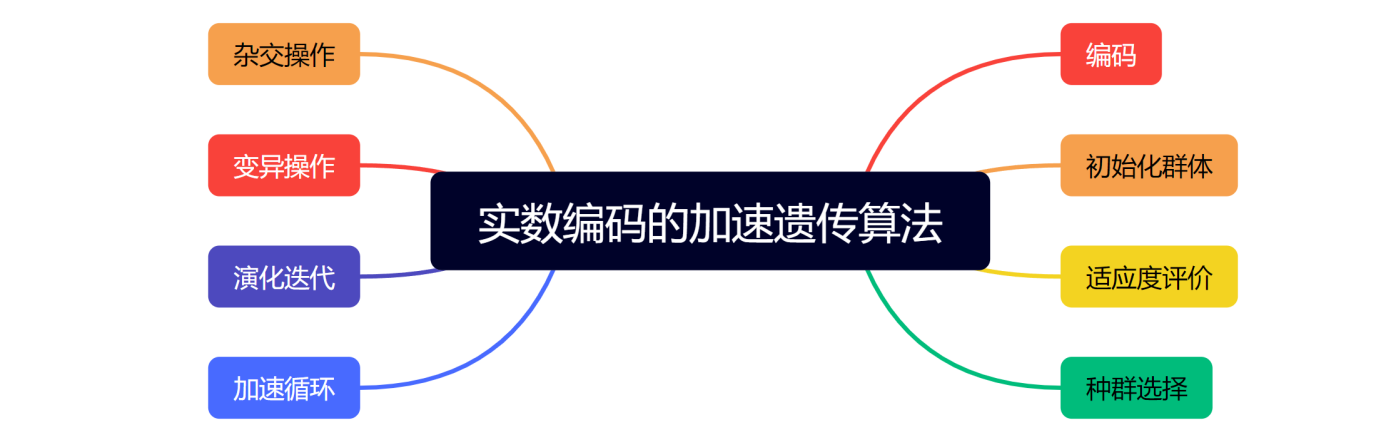 杂交操作
编码
变异操作
初始化群体
实数编码的加速遗传算法
演化迭代
适应度评价
加速循环
种群选择